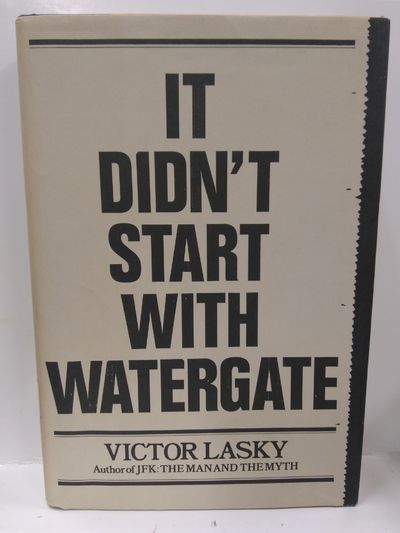 IT
DIDN'T
START
WITH
WATERGATE
VICTOR LASKY
Author of JFK: THE MAN AND THE MYTH